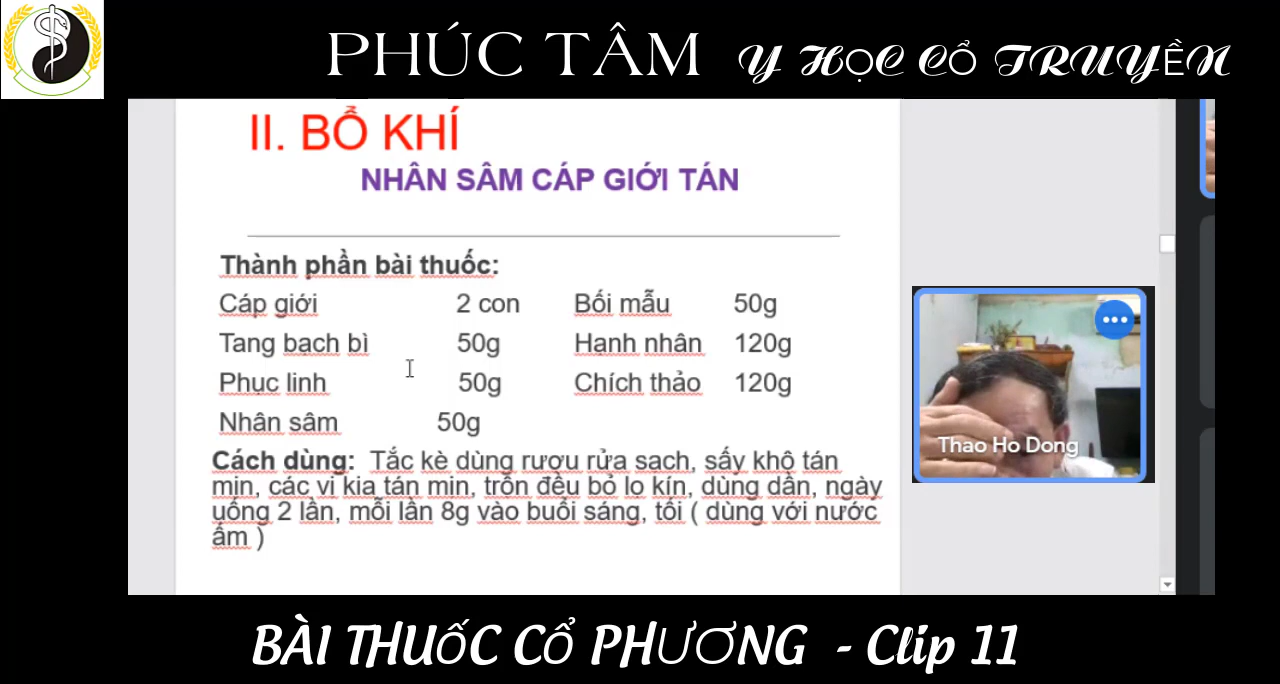 PHÚC TÂM Y HỌC CỔ TRUYỀN
II. BỔ KHÍ
NHÂN SÂM CÁP GIỚI TÁN
Thành phần bài thuốc:
Cáp giới 2 con Bối mẫu 50g
Tang bạch bì 50g Hạnh nhân 120g
Phục linh 50g Chích thảo 120g
Nhân sâm 50g
Cách dùng: Tắc kè dùng rượu rửa sạch, sấy khô tán
mịn, các vị kia tán mịn, trộn đều bỏ lọ kín, dùng dần, ngày
uống 2 lần, mỗi lần 8g vào buổi sáng, tối ( dùng với nước
ấm )
Thao Ho Dong
BÀI THUỐC CỔ PHƯƠNG - Clip 11